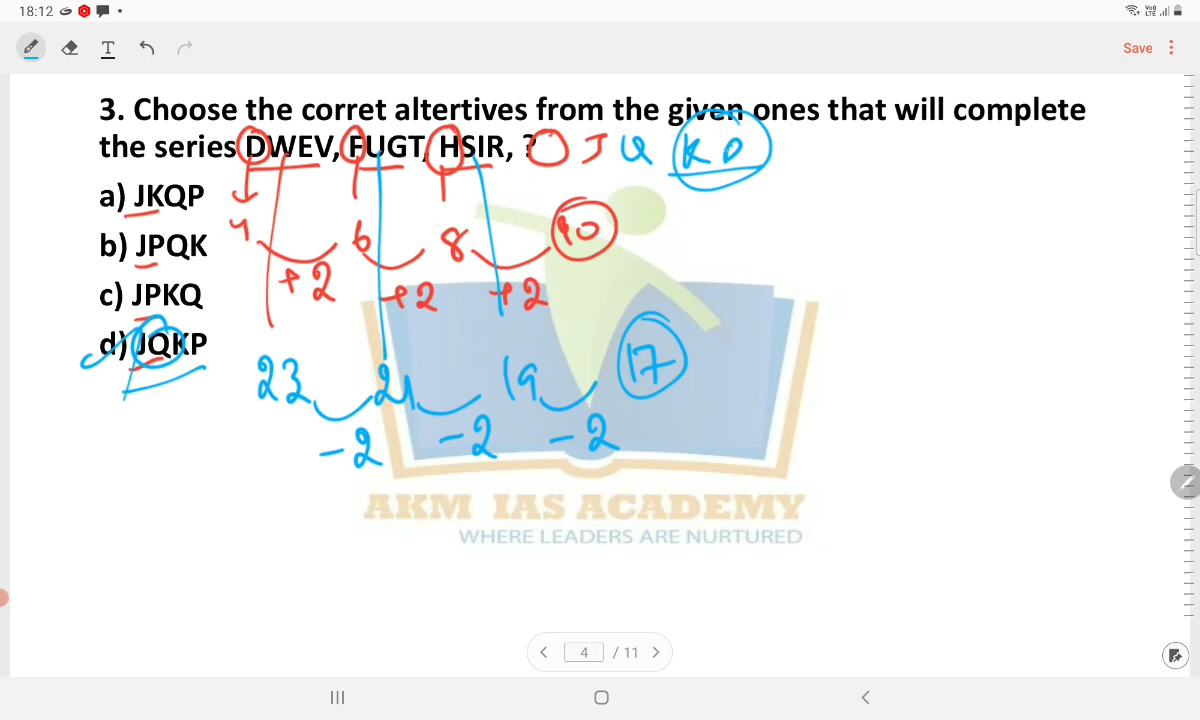 18:12
Save
3. Choose the corret altertives from the given ones that will complete
the series DWEV, FUGT, HSIR, ? J Q K P
a) JKQP
b) JPQK
c) JPKQ
d) JQKP
4 6 8 10
+2 +2 +2
23 21 19 17
-2 -2 -2
AKM IAS ACADEMY
WHERE LEADERS ARE NURTURED
4 / 11